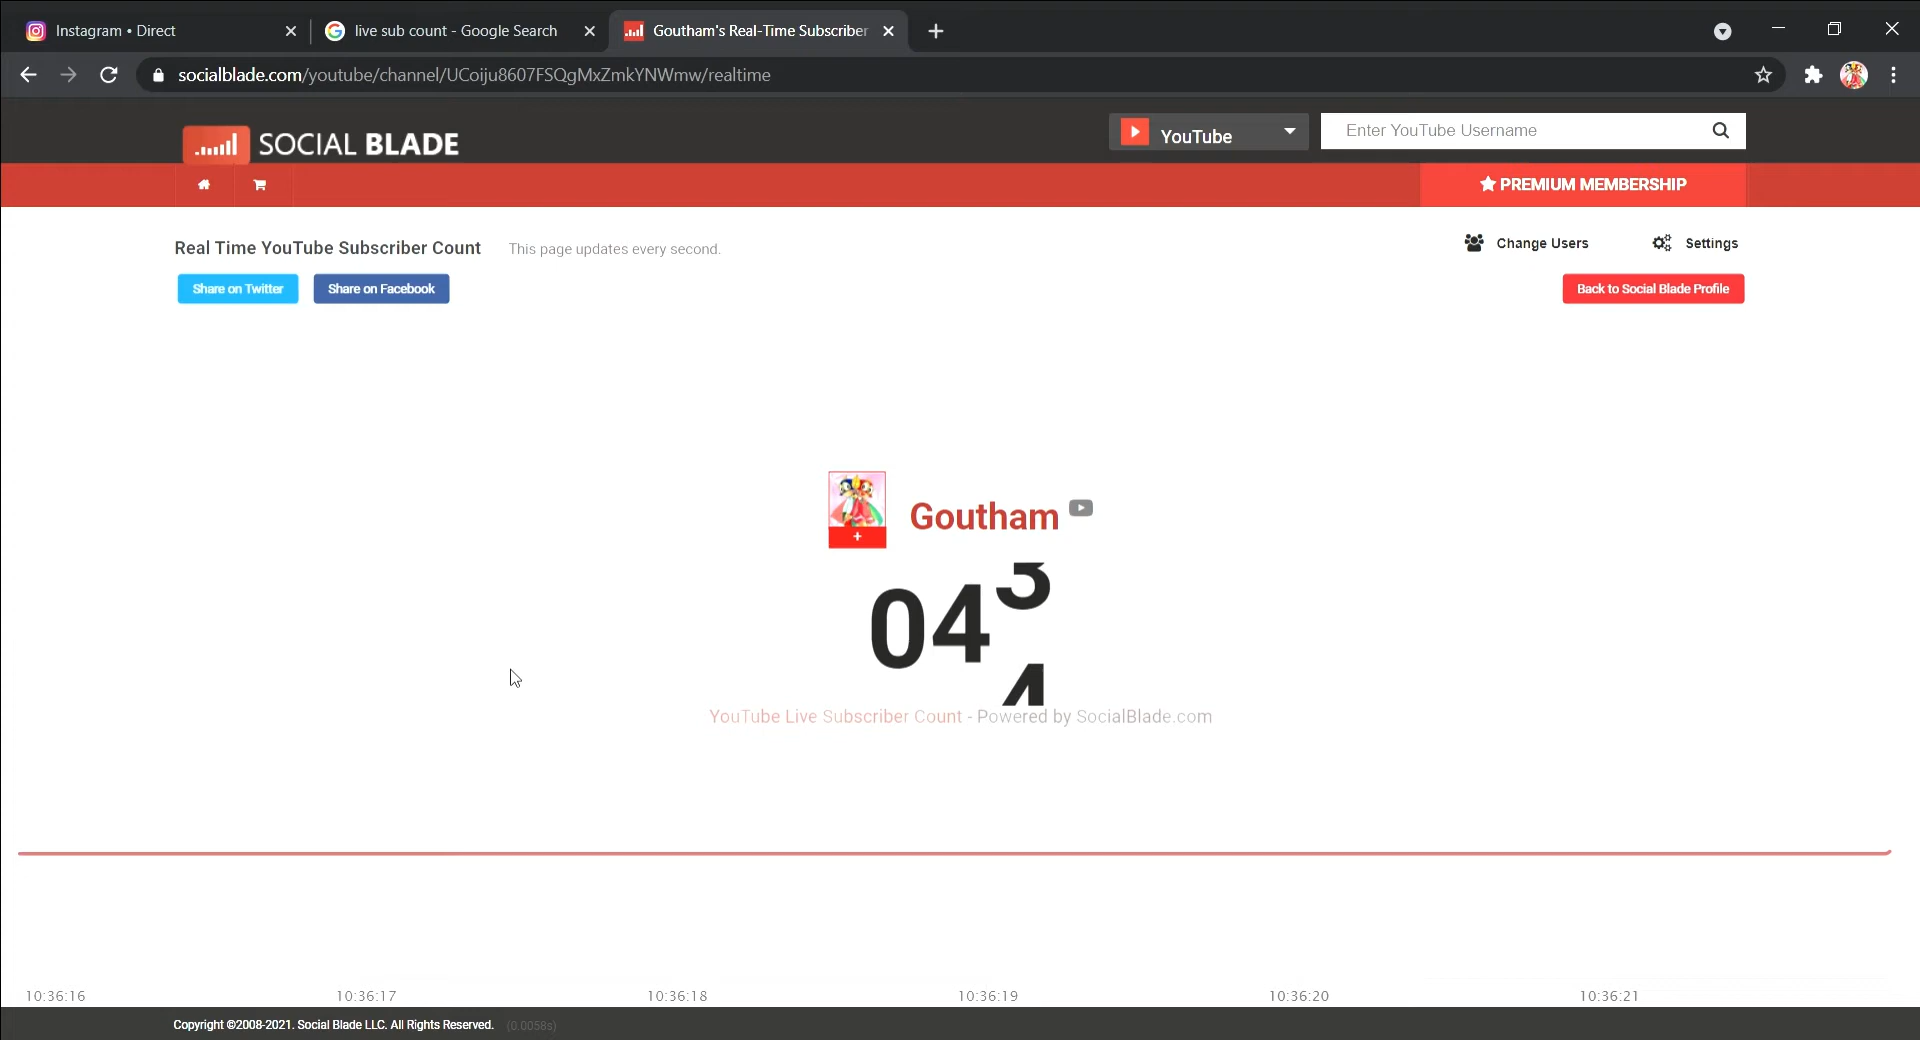 Instagram • Direct
live sub count - Google Search
Goutham's Real-Time Subscriber
socialblade.com/youtube/channel/UCoiju8607FSQgMxZmkYNWmw/realtime
SOCIAL BLADE
YouTube
Enter YouTube Username
PREMIUM MEMBERSHIP
Real Time YouTube Subscriber Count
This page updates every second.
Change Users
Settings
Share on Twitter
Share on Facebook
Back to Social Blade Profile
+
Goutham
043
4
YouTube Live Subscriber Count - Powered by SocialBlade.com
10:36:16
10:36:17
10:36:18
10:36:19
10:36:20
10:36:21
Copyright ©2008-2021. Social Blade LLC. All Rights Reserved.
(0.0058s)